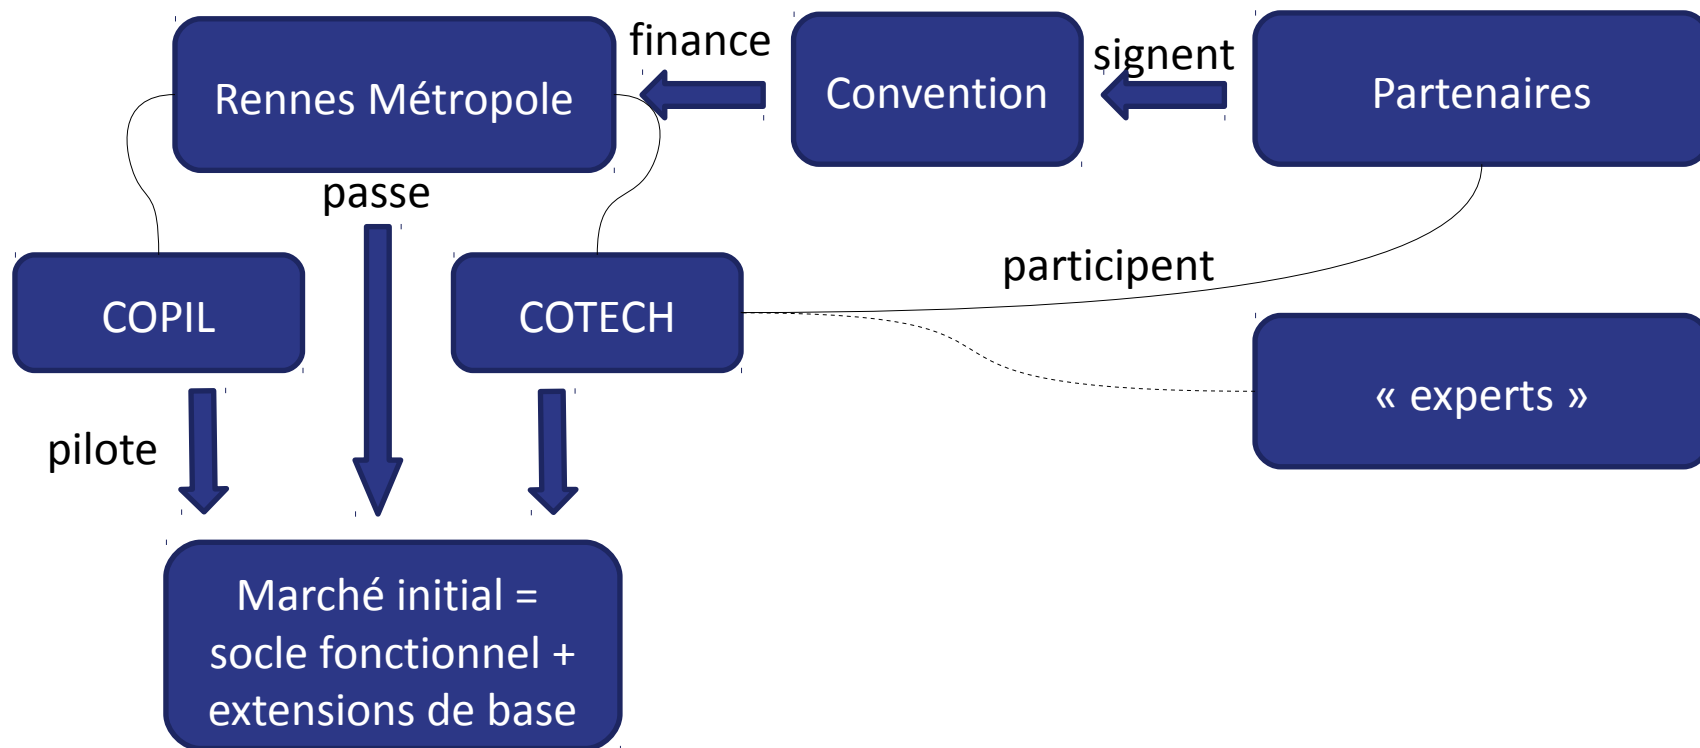 Rennes Métropole
finance
Convention
signent
Partenaires
passe
COPIL
COTECH
participent
« experts »
pilote
Marché initial =
socle fonctionnel +
extensions de base